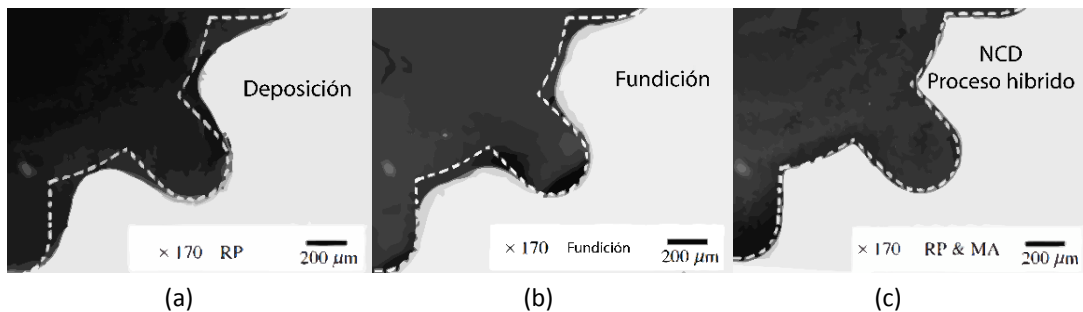 Deposición
× 170 RP 200 µm
(a)
Fundición
× 170 Fundición 200 µm
(b)
NCD
Proceso hibrido
× 170 RP & MA 200 µm
(c)